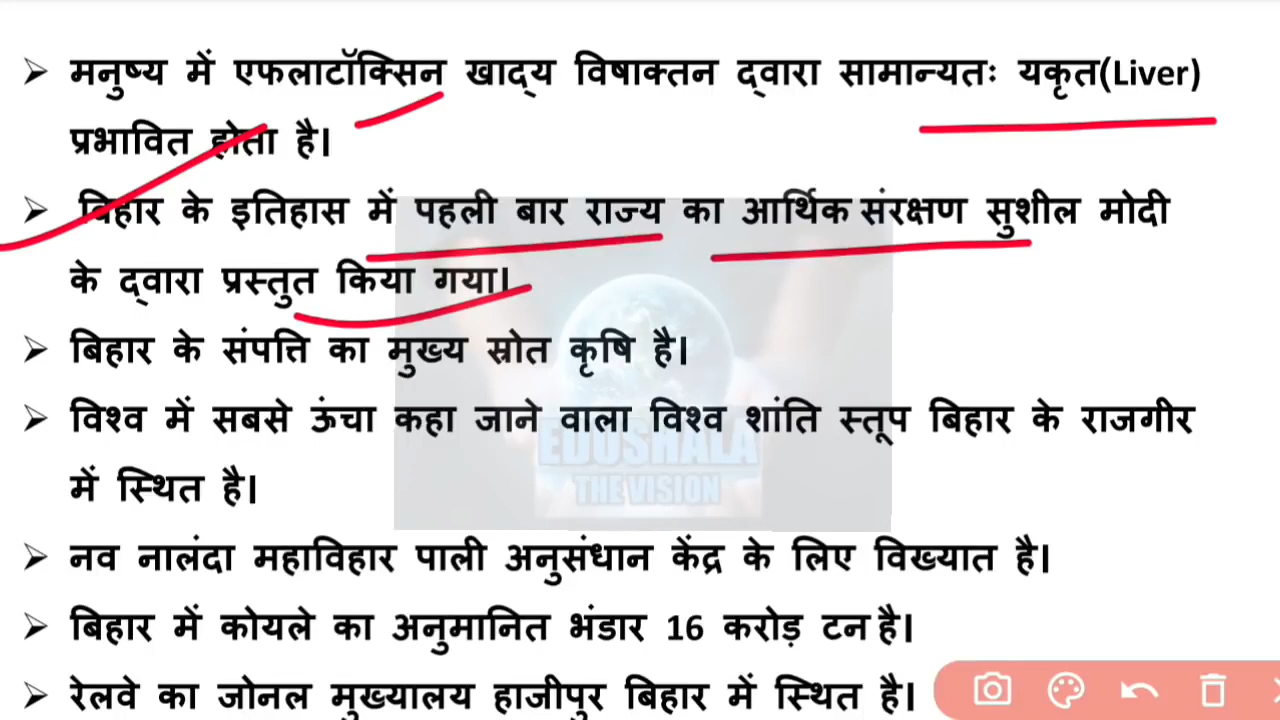 ➢ मनुष्य में एफलाटॉक्सिन खाद्य विषाक्तन द्वारा सामान्यतः यकृत(Liver)
प्रभावित होता है।
➢ बिहार के इतिहास में पहली बार राज्य का आर्थिक संरक्षण सुशील मोदी
के द्वारा प्रस्तुत किया गया।
➢ बिहार के संपत्ति का मुख्य स्रोत कृषि है।
➢ विश्व में सबसे ऊंचा कहा जाने वाला विश्व शांति स्तूप बिहार के राजगीर
में स्थित है।
EDUSHALA
THE VISION
➢ नव नालंदा महाविहार पाली अनुसंधान केंद्र के लिए विख्यात है।
➢ बिहार में कोयले का अनुमानित भंडार 16 करोड़ टन है।
➢ रेलवे का जोनल मुख्यालय हाजीपुर बिहार में स्थित है।